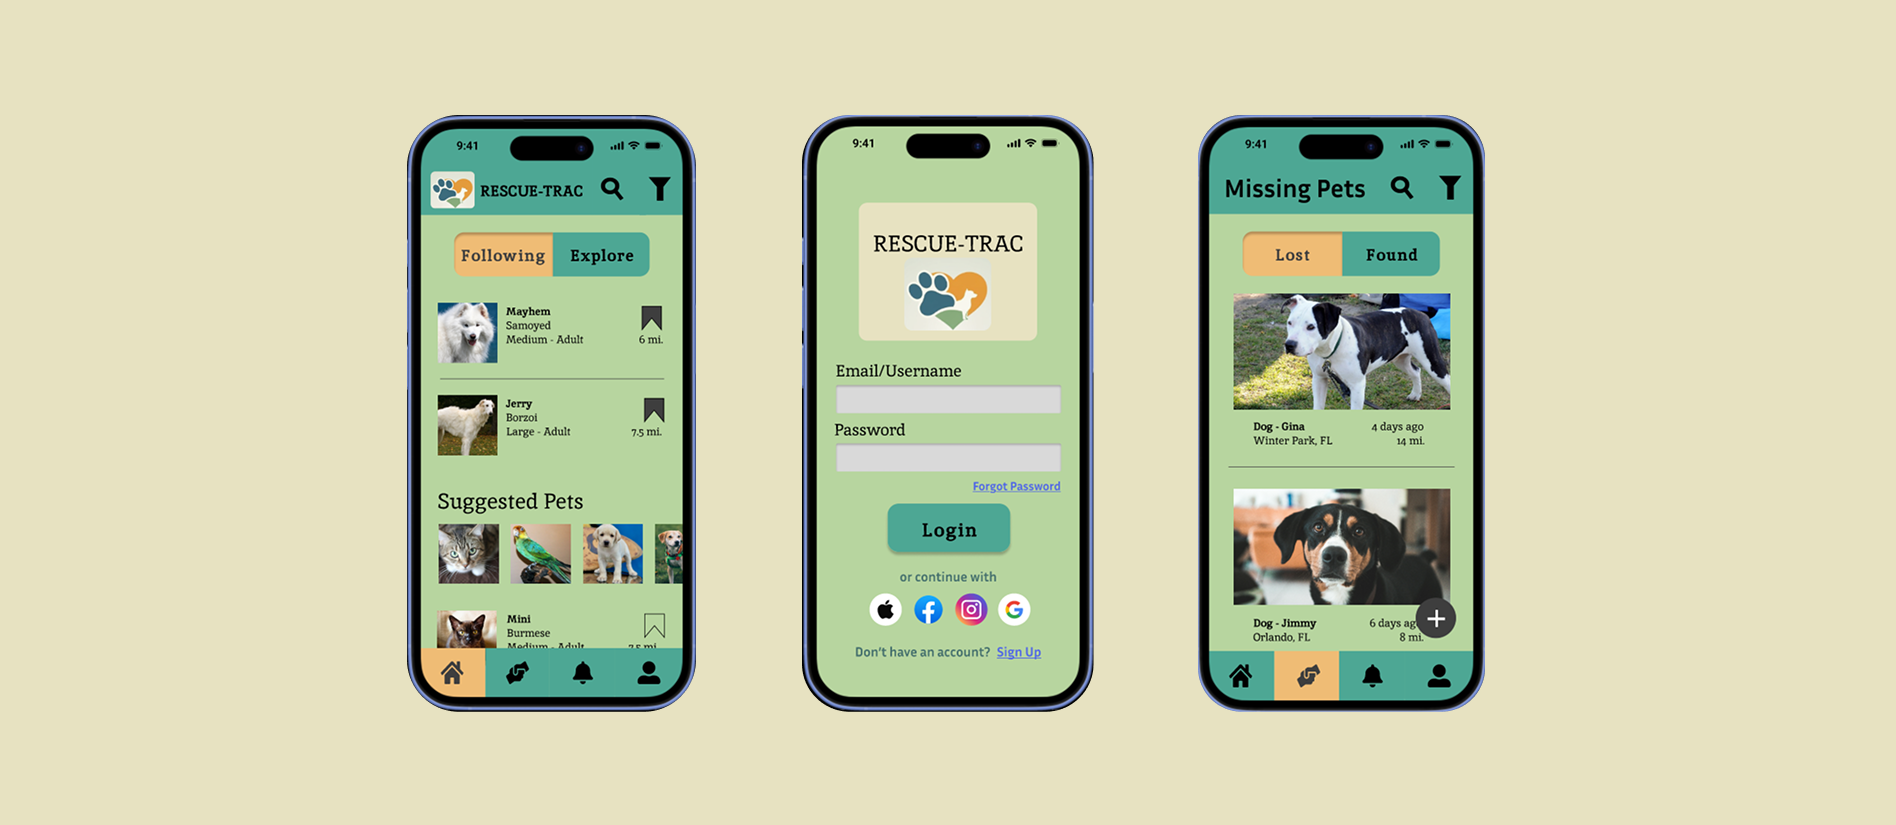 9:41
RESCUE-TRAC
Following Explore
Mayhem
Samoyed
Medium - Adult 6 mi.
Jerry
Borzoi
Large - Adult 7.5 mi.
Suggested Pets
Mini
Burmese
Medium - Adult 7.5 mi.
9:41
RESCUE-TRAC
Email/Username
Password
Forgot Password
Login
or continue with
Don't have an account? Sign Up
9:41
Missing Pets
Lost Found
Dog - Gina 4 days ago
Winter Park, FL 14 mi.
Dog - Jimmy 6 days ago
Orlando, FL 8 mi.